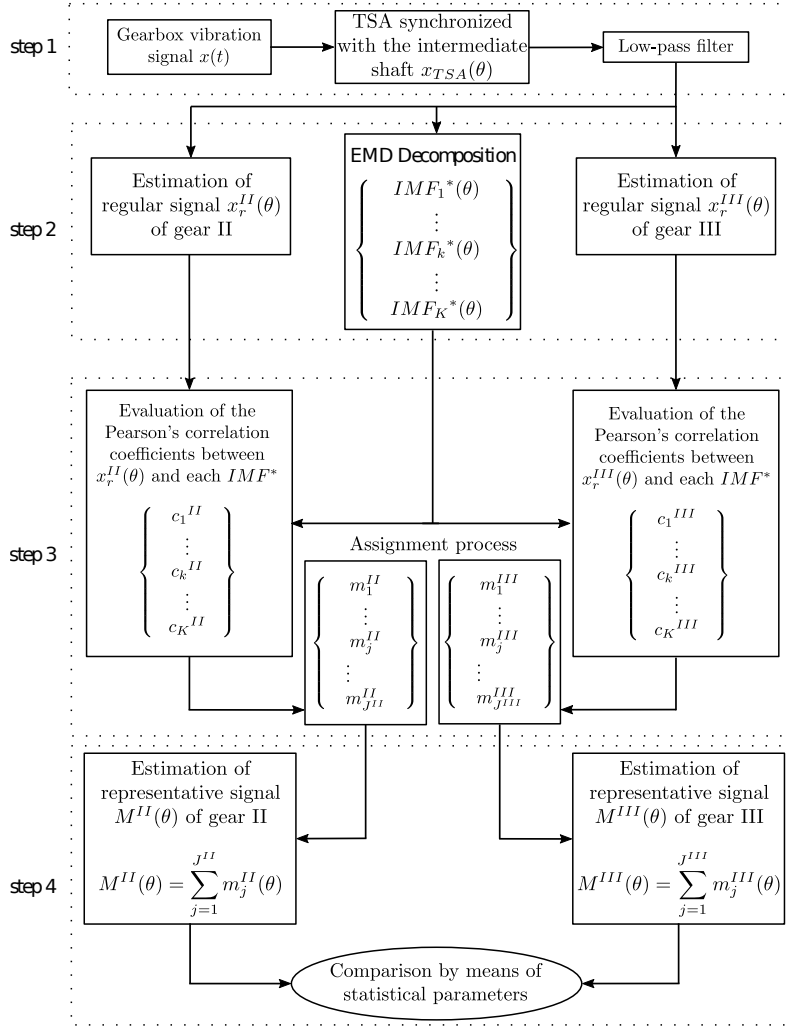 step 1
Gearbox vibration
signal x(t)
TSA synchronized
with the intermediate
shaft x_{TSA}(θ)
Low-pass filter
step 2
Estimation of
regular signal x_r^{II}(θ)
of gear II
EMD Decomposition
IMF_1^*(θ)
⋮
IMF_k^*(θ)
⋮
IMF_K^*(θ)
Estimation of
regular signal x_r^{III}(θ)
of gear III
step 3
Evaluation of the
Pearson's correlation
coefficients between
x_r^{II}(θ) and each IMF^*
c_1^{II}
⋮
c_k^{II}
⋮
c_K^{II}
Assignment process
m_1^{II}
⋮
m_j^{II}
⋮
m_{J^{II}}^{II}
m_1^{III}
⋮
m_j^{III}
⋮
m_{J^{III}}^{III}
Evaluation of the
Pearson's correlation
coefficients between
x_r^{III}(θ) and each IMF^*
c_1^{III}
⋮
c_k^{III}
⋮
c_K^{III}
step 4
Estimation of
representative signal
M^{II}(θ) of gear II
M^{II}(θ) = \sum_{j=1}^{J^{II}} m_j^{II}(θ)
Estimation of
representative signal
M^{III}(θ) of gear III
M^{III}(θ) = \sum_{j=1}^{J^{III}} m_j^{III}(θ)
Comparison by means of
statistical parameters